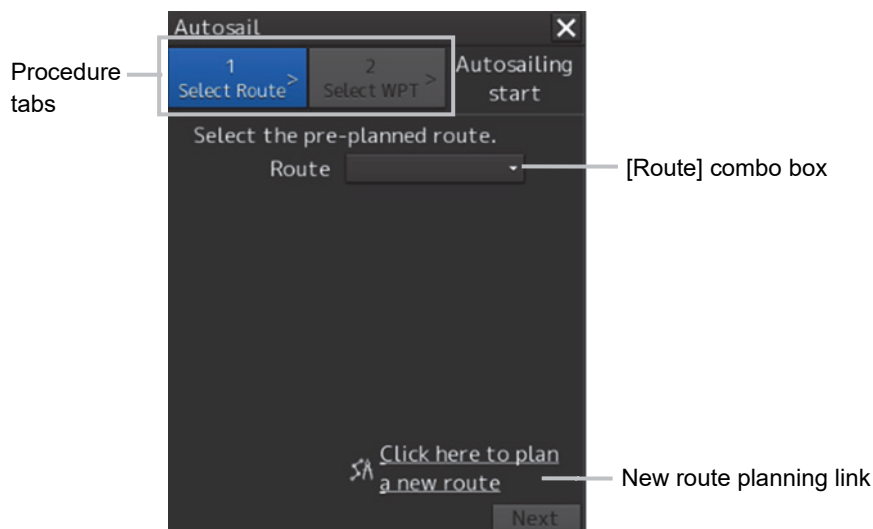 Autosail
Procedure
tabs
1
Select Route >
2
Select WPT >
Autosailing
start
Select the pre-planned route.
Route
[Route] combo box
Click here to plan
a new route
New route planning link
Next